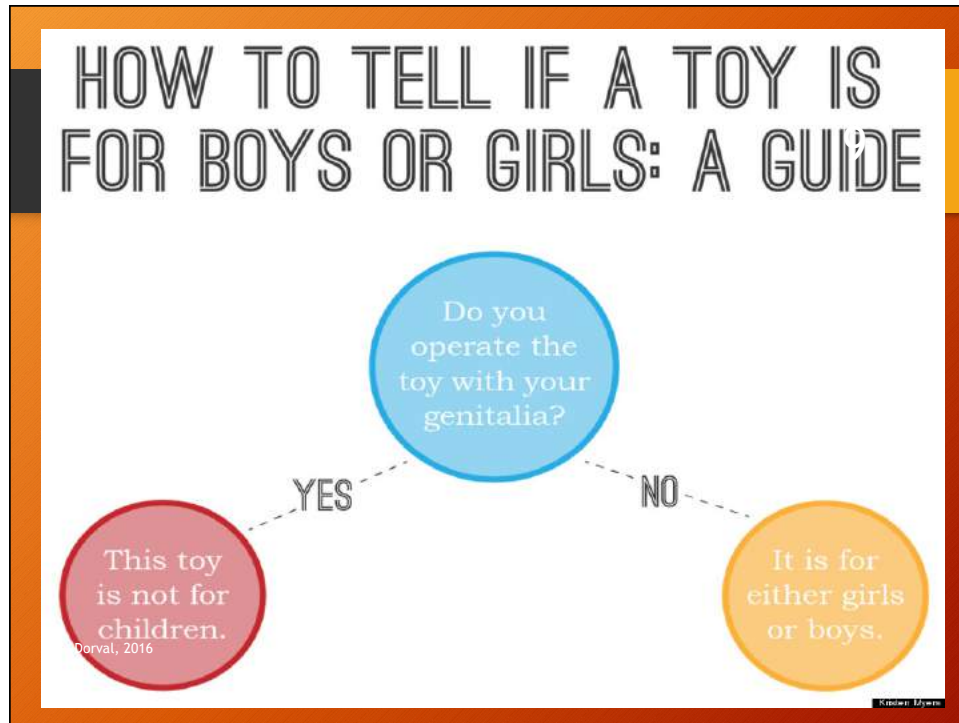 HOW TO TELL IF A TOY IS
FOR BOYS OR GIRLS: A GUIDE
9
Do you
operate the
toy with your
genitalia?
YES
NO
This toy
is not for
children.
It is for
either girls
or boys.
Dorval, 2016
Kristen Myers